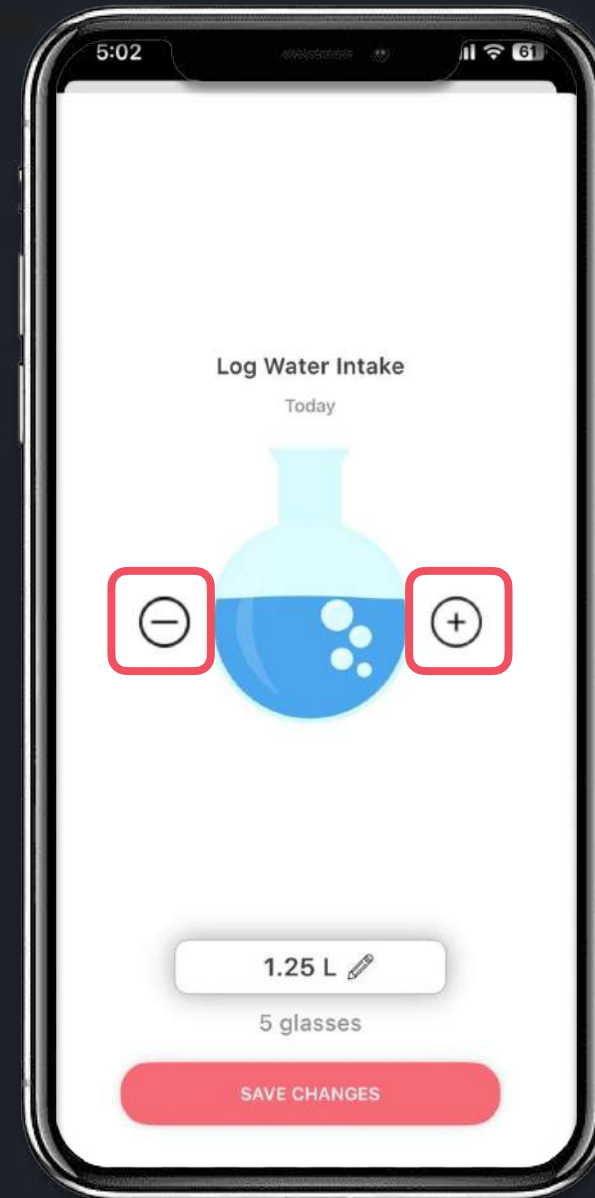 5:02
61
Log Water Intake
Today
1.25 L
5 glasses
SAVE CHANGES